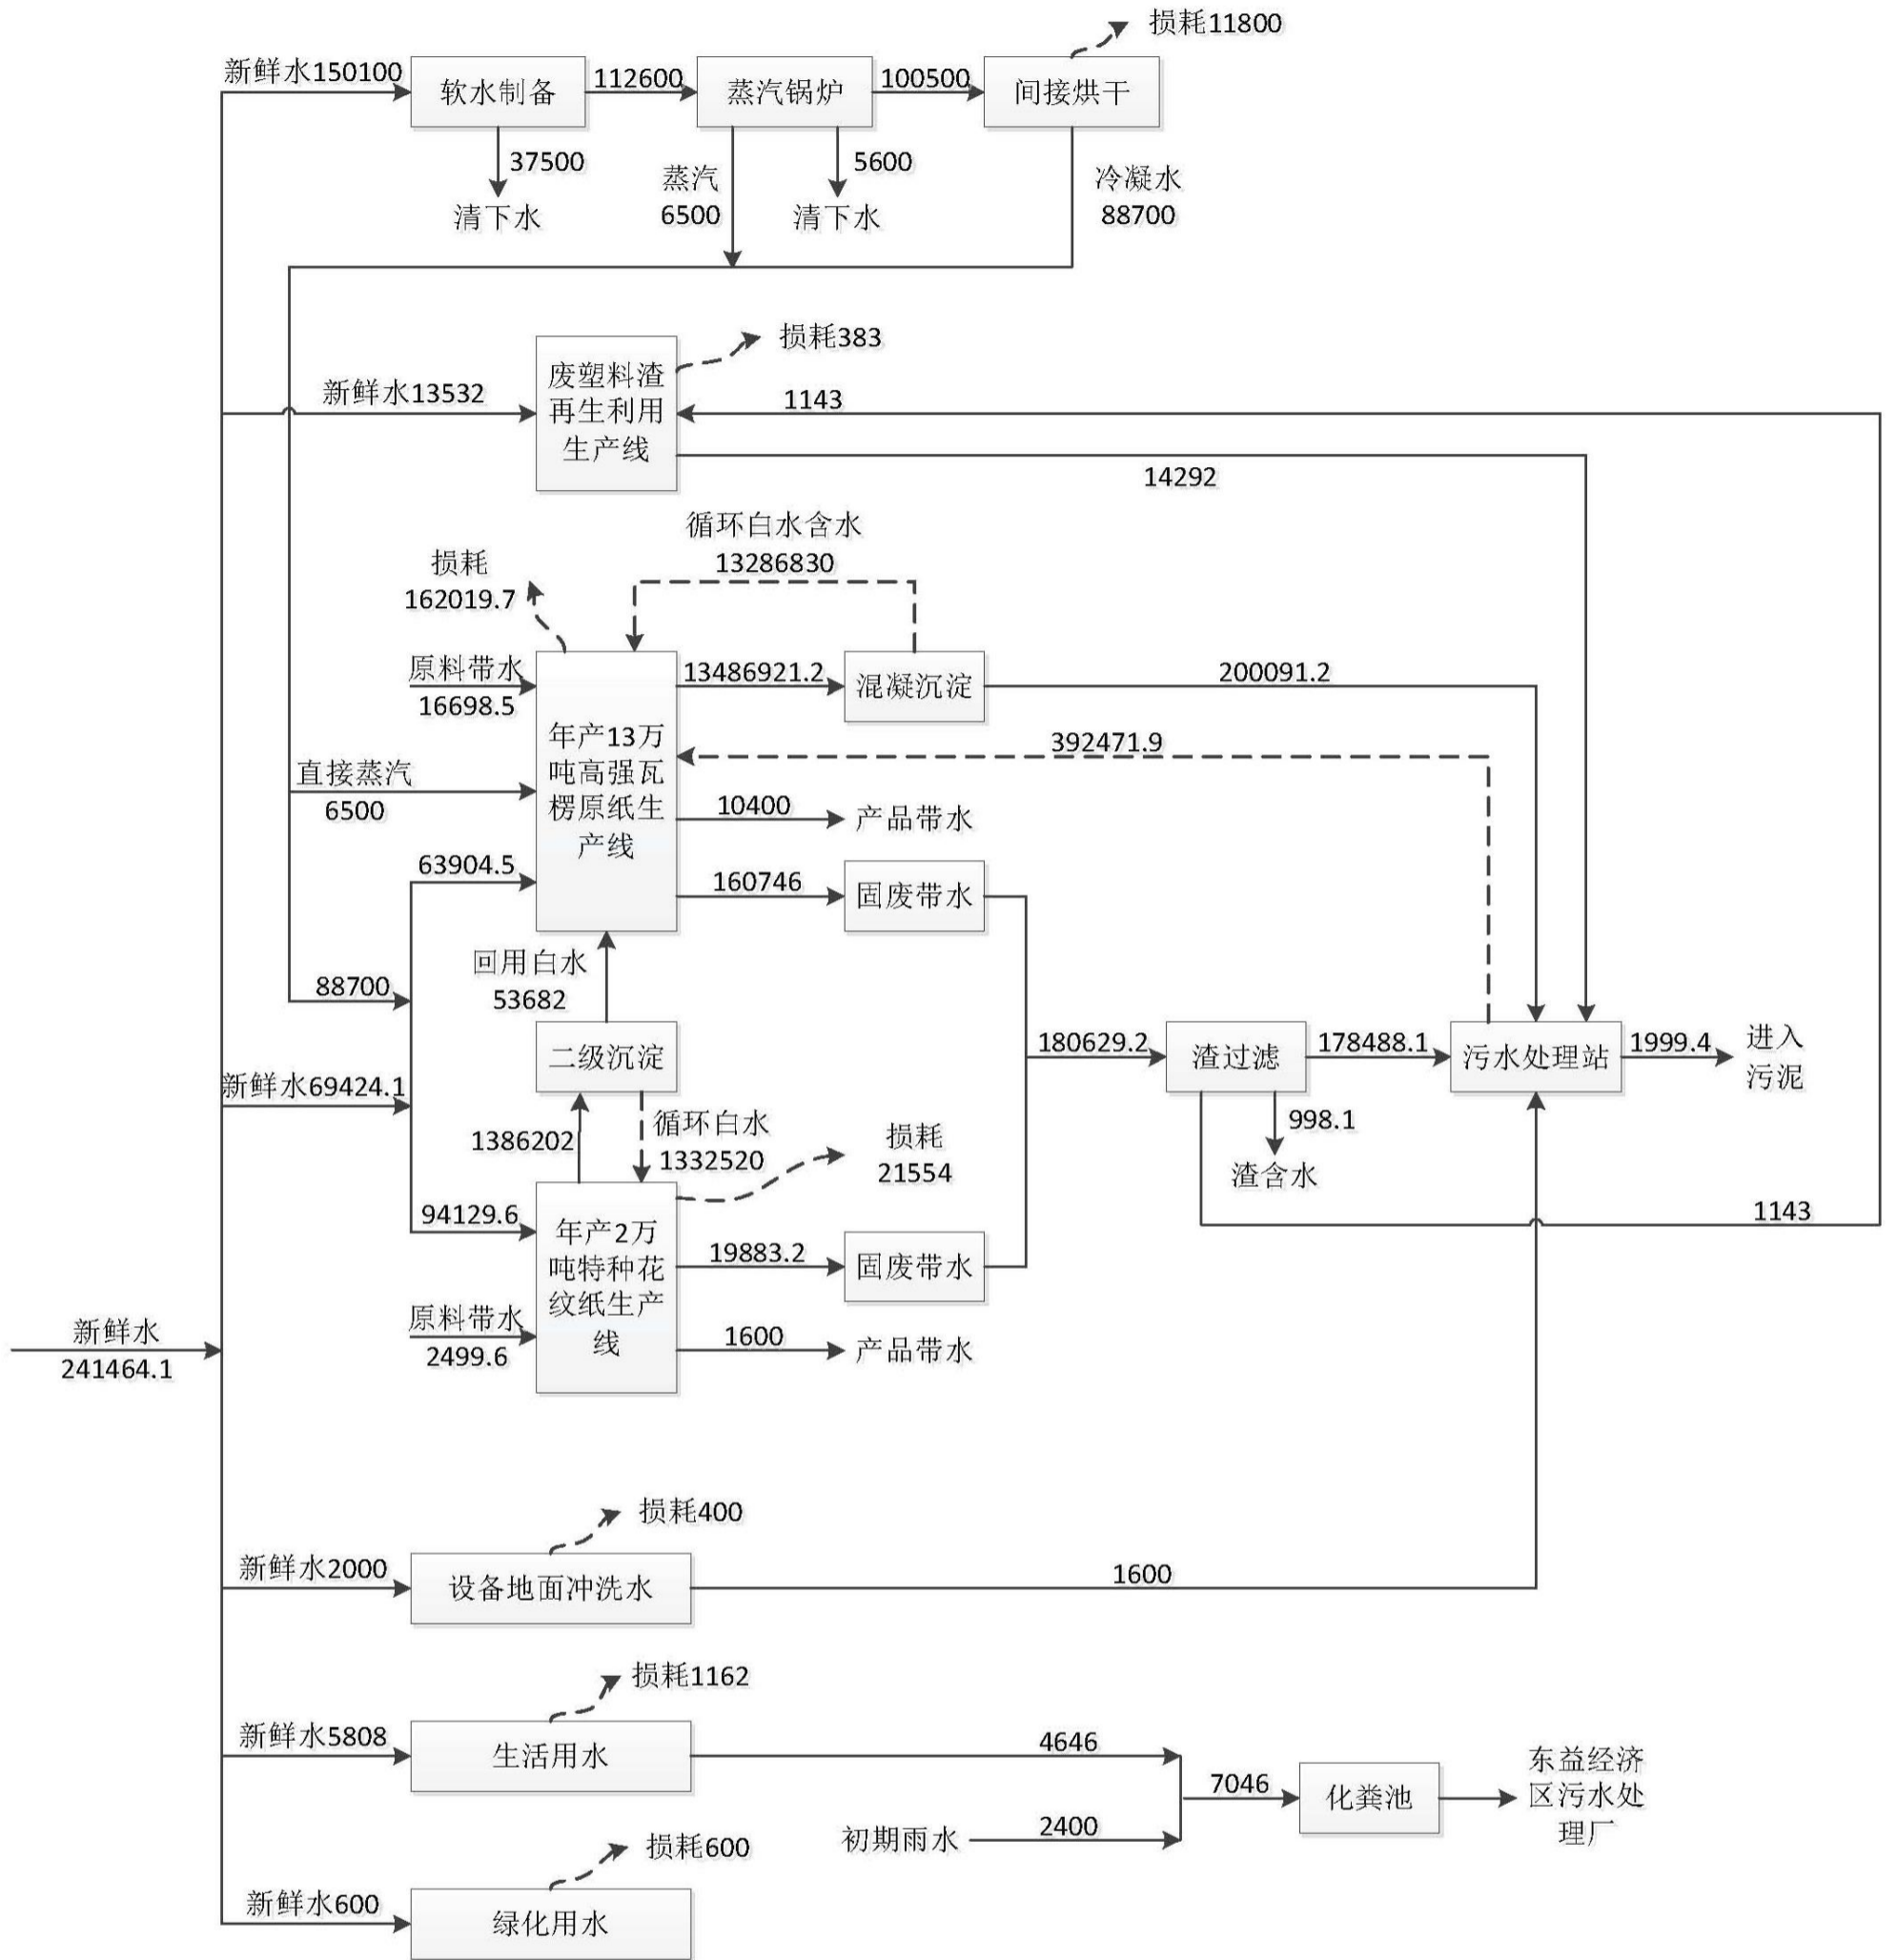 损耗11800
新鲜水150100
软水制备
112600
蒸汽锅炉
100500
间接烘干
37500
清下水
蒸汽
6500
5600
清下水
冷凝水
88700
损耗383
新鲜水13532
废塑料渣
再生利用
生产线
1143
14292
循环白水含水
13286830
损耗
162019.7
原料带水
16698.5
13486921.2
混凝沉淀
200091.2
年产13万
吨高强瓦
楞原纸生
产线
392471.9
直接蒸汽
6500
10400
产品带水
63904.5
160746
固废带水
回用白水
53682
88700
二级沉淀
180629.2
渣过滤
178488.1
污水处理站
1999.4
进入
污泥
新鲜水69424.1
1386202
循环白水
1332520
损耗
21554
998.1
渣含水
1143
94129.6
年产2万
吨特种花
纹纸生产
线
19883.2
固废带水
原料带水
2499.6
1600
产品带水
新鲜水
241464.1
损耗400
新鲜水2000
设备地面冲洗水
1600
损耗1162
新鲜水5808
生活用水
4646
7046
化粪池
东益经济
区污水处
理厂
初期雨水
2400
损耗600
新鲜水600
绿化用水